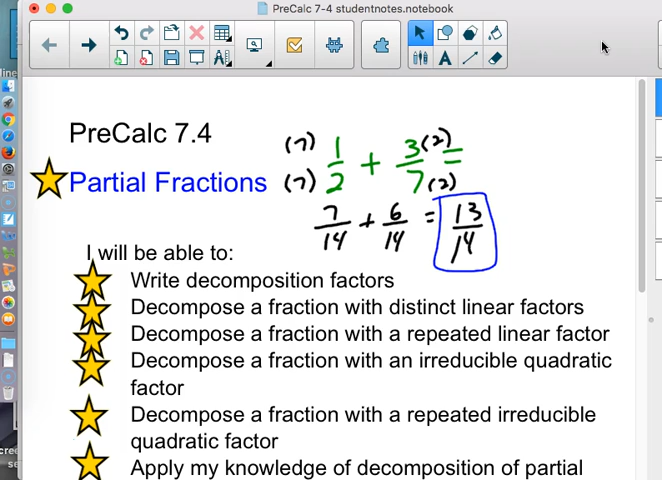 PreCalc 7-4 studentnotes.notebook
PreCalc 7.4
Partial Fractions
(7) 1 + 3 (2) =
(7) 2 7 (2)
7 + 6 = 13
14 14 14
I will be able to:
Write decomposition factors
Decompose a fraction with distinct linear factors
Decompose a fraction with a repeated linear factor
Decompose a fraction with an irreducible quadratic
factor
Decompose a fraction with a repeated irreducible
quadratic factor
Apply my knowledge of decomposition of partial